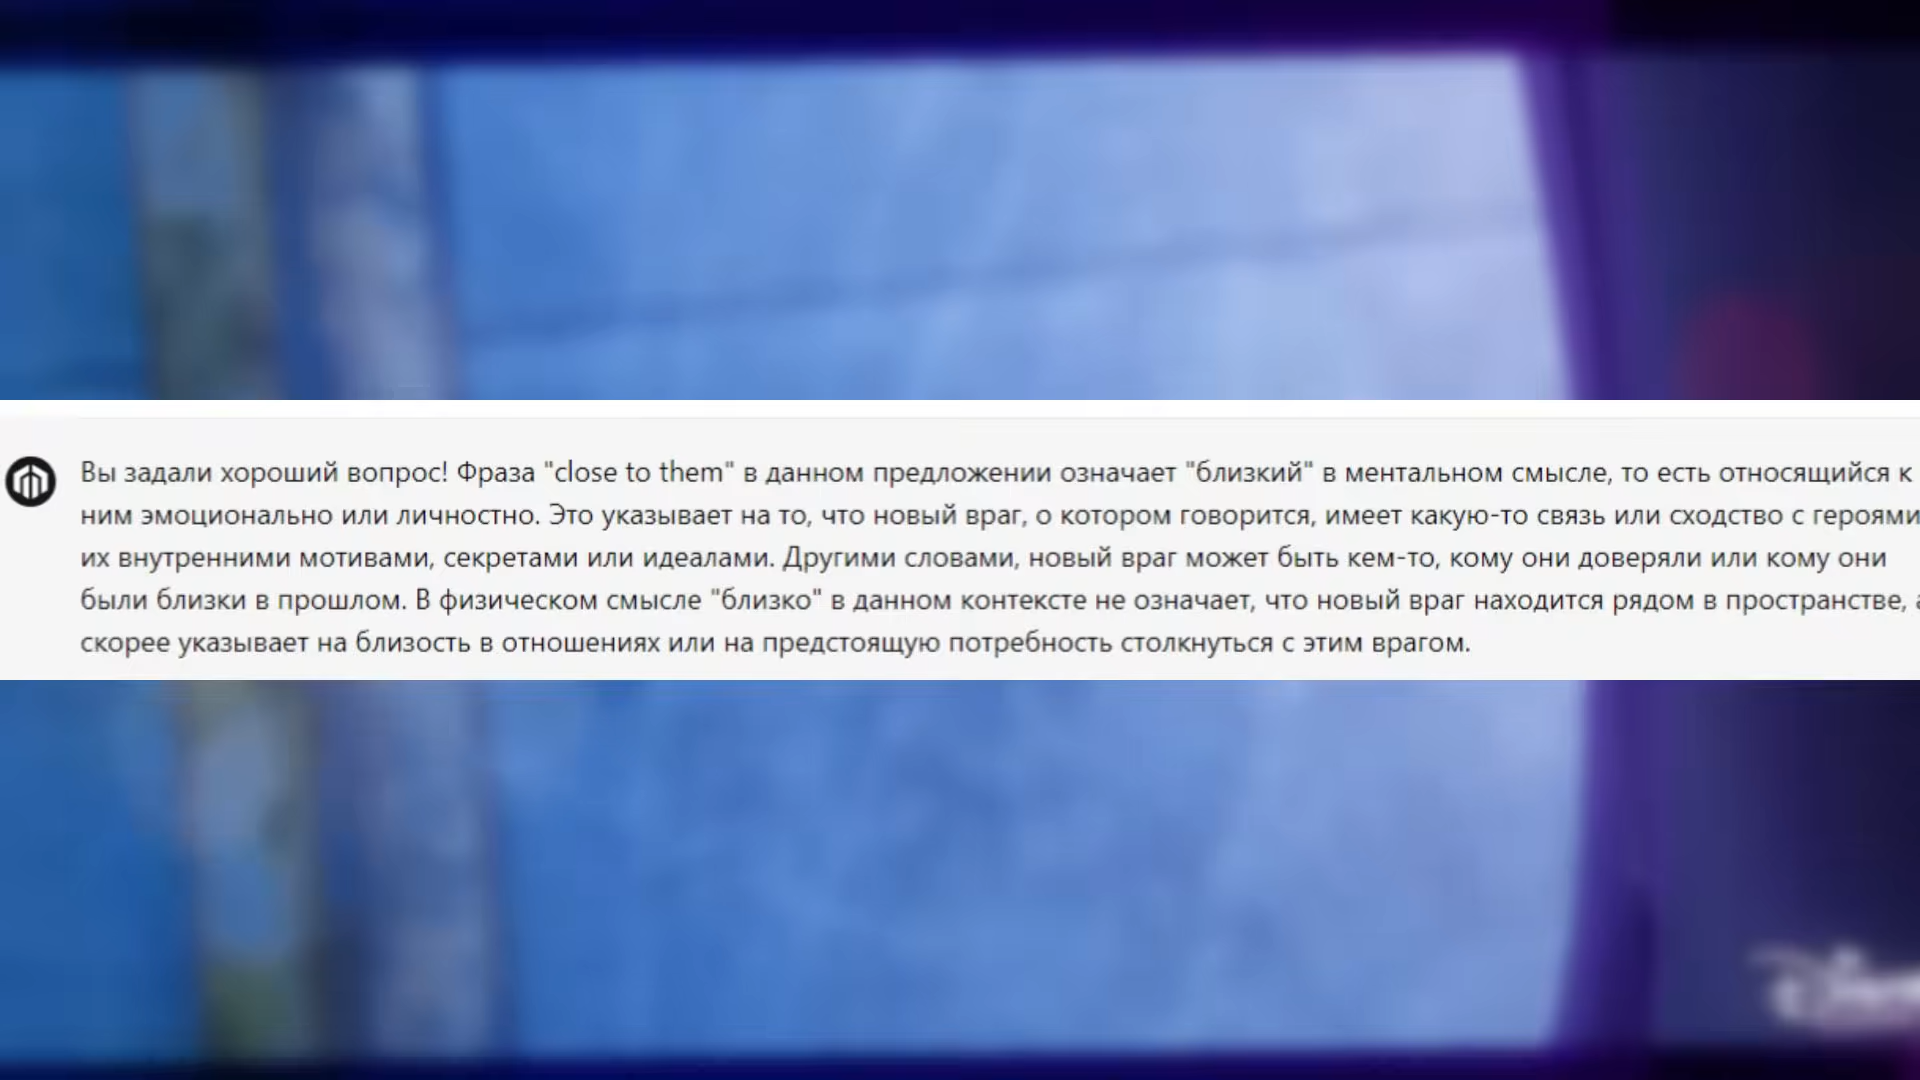 Вы задали хороший вопрос! Фраза "close to them" в данном предложении означает "близкий" в ментальном смысле, то есть относящийся к
ним эмоционально или личностно. Это указывает на то, что новый враг, о котором говорится, имеет какую-то связь или сходство с героями
их внутренними мотивами, секретами или идеалами. Другими словами, новый враг может быть кем-то, кому они доверяли или кому они
были близки в прошлом. В физическом смысле "близко" в данном контексте не означает, что новый враг находится рядом в пространстве, а
скорее указывает на близость в отношениях или на предстоящую потребность столкнуться с этим врагом.